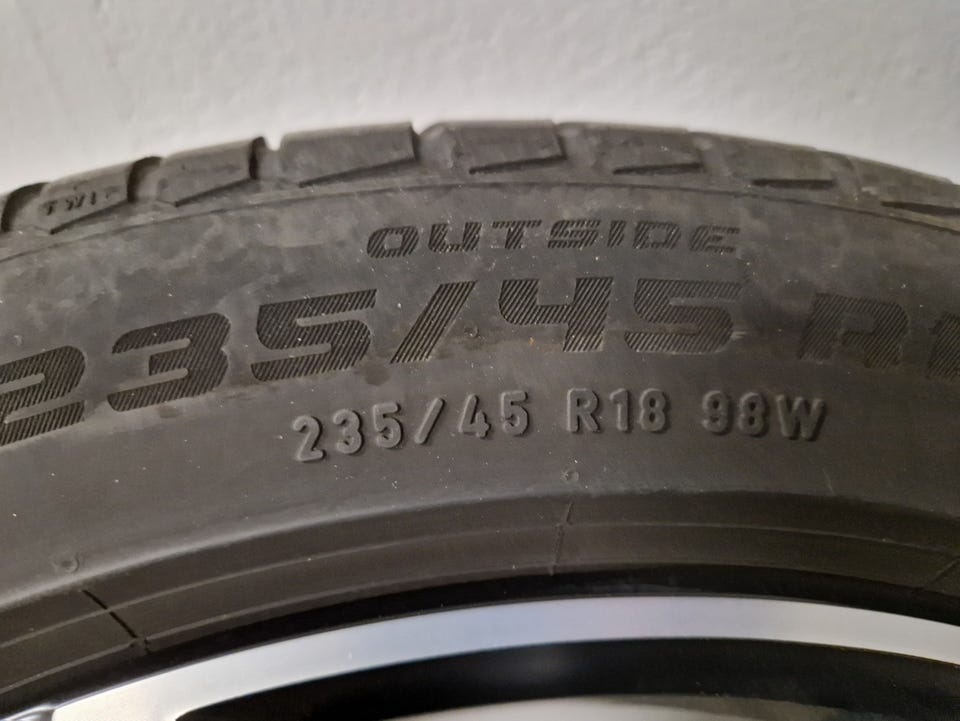 TWI
OUTSIDE
235/45 R1
235/45 R18 98W